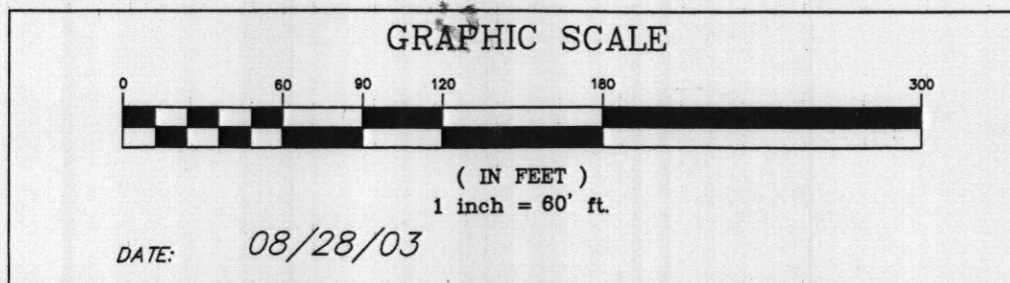 GRAPHIC SCALE
0 60 90 120 180 300
( IN FEET )
1 inch = 60' ft.
DATE: 08/28/03